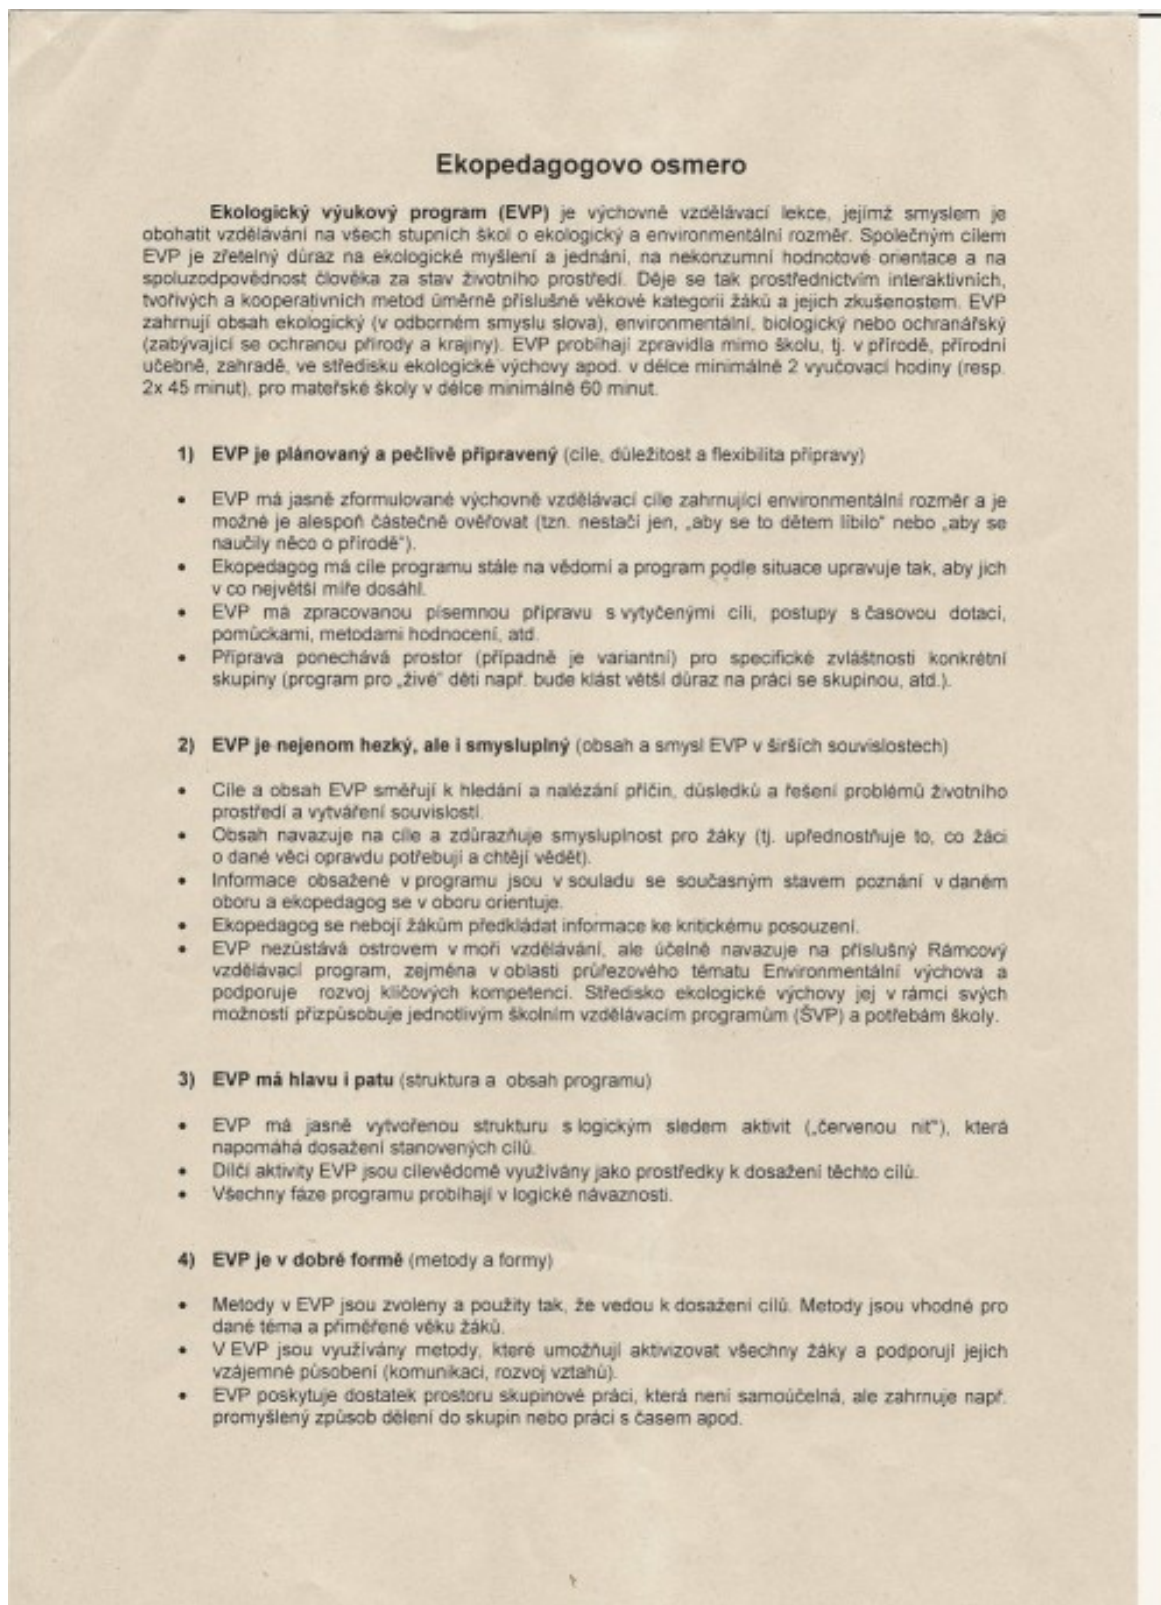 Ekopedagogovo osmero
Ekologický výukový program (EVP) je výchovně vzdělávací lekce, jejímž smyslem je
obohatit vzdělávání na všech stupních škol o ekologický a environmentální rozměr. Společným cílem
EVP je zřetelný důraz na ekologické myšlení a jednání, na nekonzumní hodnotové orientace a na
spoluzodpovědnost člověka za stav životního prostředí. Děje se tak prostřednictvím interaktivních,
tvořivých a kooperativních metod úměrně příslušné věkové kategorii žáků a jejich zkušenostem. EVP
zahrnují obsah ekologický (v odborném smyslu slova), environmentální, biologický nebo ochranářský
(zabývající se ochranou přírody a krajiny). EVP probíhají zpravidla mimo školu, tj. v přírodě, přírodní
učebně, zahradě, ve středisku ekologické výchovy apod. v délce minimálně 2 vyučovací hodiny (resp.
2x 45 minut), pro mateřské školy v délce minimálně 60 minut.
1) EVP je plánovaný a pečlivě připravený (cíle, důležitost a flexibilita přípravy)
• EVP má jasně zformulované výchovně vzdělávací cíle zahrnující environmentální rozměr a je
možné je alespoň částečně ověřovat (tzn. nestačí jen, „aby se to dětem líbilo" nebo „aby se
naučily něco o přírodě").
• Ekopedagog má cíle programu stále na vědomí a program podle situace upravuje tak, aby jich
v co největší míře dosáhl.
• EVP má zpracovanou písemnou přípravu s vytyčenými cíli, postupy s časovou dotací,
pomůckami, metodami hodnocení, atd.
• Příprava ponechává prostor (případně je variantní) pro specifické zvláštnosti konkrétní
skupiny (program pro „živé" děti např. bude klást větší důraz na práci se skupinou, atd.).
2) EVP je nejenom hezký, ale i smysluplný (obsah a smysl EVP v širších souvislostech)
• Cíle a obsah EVP směřují k hledání a nalézání příčin, důsledků a řešení problémů životního
prostředí a vytváření souvislostí.
• Obsah navazuje na cíle a zdůrazňuje smysluplnost pro žáky (tj. upřednostňuje to, co žáci
o dané věci opravdu potřebují a chtějí vědět).
• Informace obsažené v programu jsou v souladu se současným stavem poznání v daném
oboru a ekopedagog se v oboru orientuje.
• Ekopedagog se nebojí žákům předkládat informace ke kritickému posouzení.
• EVP nezůstává ostrovem v moři vzdělávání, ale účelně navazuje na příslušný Rámcový
vzdělávací program, zejména v oblasti průřezového tématu Environmentální výchova a
podporuje rozvoj klíčových kompetencí. Středisko ekologické výchovy jej v rámci svých
možností přizpůsobuje jednotlivým školním vzdělávacím programům (ŠVP) a potřebám školy.
3) EVP má hlavu i patu (struktura a obsah programu)
• EVP má jasně vytvořenou strukturu s logickým sledem aktivit („červenou nit"), která
napomáhá dosažení stanovených cílů.
• Dílčí aktivity EVP jsou cílevědomě využívány jako prostředky k dosažení těchto cílů.
• Všechny fáze programu probíhají v logické návaznosti.
4) EVP je v dobré formě (metody a formy)
• Metody v EVP jsou zvoleny a použity tak, že vedou k dosažení cílů. Metody jsou vhodné pro
dané téma a přiměřené věku žáků.
• V EVP jsou využívány metody, které umožňují aktivizovat všechny žáky a podporují jejich
vzájemné působení (komunikaci, rozvoj vztahů).
• EVP poskytuje dostatek prostoru skupinové práci, která není samoúčelná, ale zahrnuje např.
promyšlený způsob dělení do skupin nebo práci s časem apod.